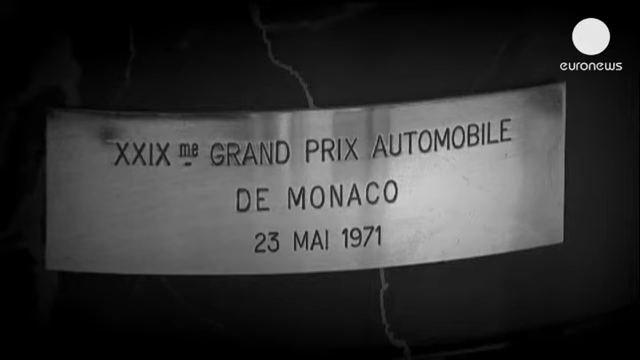 euronews
XXIX me GRAND PRIX AUTOMOBILE
DE MONACO
23 MAI 1971